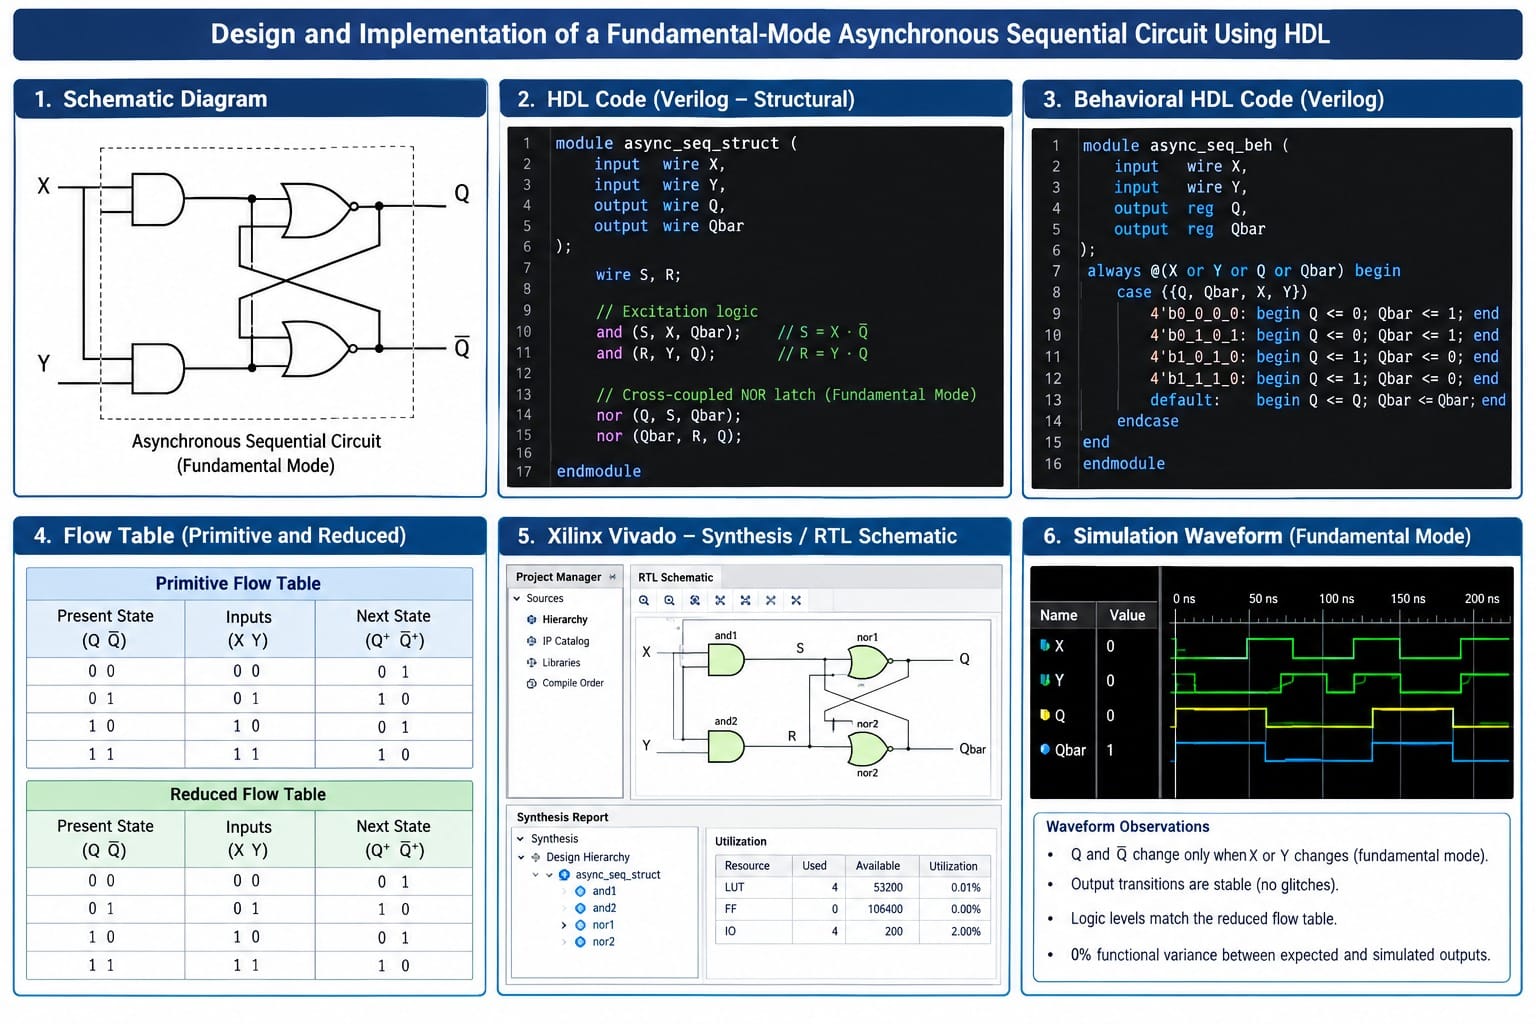 Design and Implementation of a Fundamental-Mode Asynchronous Sequential Circuit Using HDL
1. Schematic Diagram
X
Q
Y
Q̅
Asynchronous Sequential Circuit
(Fundamental Mode)
2. HDL Code (Verilog – Structural)
1 module async_seq_struct (
2 input wire X,
3 input wire Y,
4 output wire Q,
5 output wire Qbar
6 );
7 wire S, R;
8
9 // Excitation logic
10 and (S, X, Qbar); // S = X · Q̅
11 and (R, Y, Q); // R = Y · Q
12
13 // Cross-coupled NOR latch (Fundamental Mode)
14 nor (Q, S, Qbar);
15 nor (Qbar, R, Q);
16
17 endmodule
3. Behavioral HDL Code (Verilog)
1 module async_seq_beh (
2 input wire X,
3 input wire Y,
4 output reg Q,
5 output reg Qbar
6 );
7 always @(X or Y or Q or Qbar) begin
8 case ({Q, Qbar, X, Y})
9 4'b0_0_0_0: begin Q <= 0; Qbar <= 1; end
10 4'b0_1_0_1: begin Q <= 0; Qbar <= 1; end
11 4'b1_0_1_0: begin Q <= 1; Qbar <= 0; end
12 4'b1_1_1_0: begin Q <= 1; Qbar <= 0; end
13 default: begin Q <= Q; Qbar <= Qbar; end
14 endcase
15 end
16 endmodule
4. Flow Table (Primitive and Reduced)
Primitive Flow Table
Present State Inputs Next State
(Q Q̅) (X Y) (Q⁺ Q̅⁺)
0 0 0 0 0 1
0 1 0 1 1 0
1 0 1 0 0 1
1 1 1 1 1 0
Reduced Flow Table
Present State Inputs Next State
(Q Q̅) (X Y) (Q⁺ Q̅⁺)
0 0 0 0 0 1
0 1 0 1 1 0
1 0 1 0 0 1
1 1 1 1 1 0
5. Xilinx Vivado – Synthesis / RTL Schematic
Project Manager
Sources
Hierarchy
IP Catalog
Libraries
Compile Order
RTL Schematic
and1
nor1
X
S
Q
and2
nor2
Y
R
Qbar
nor2
Synthesis Report
Synthesis
Design Hierarchy
async_seq_struct
and1
and2
nor1
nor2
Utilization
Resource Used Available Utilization
LUT 4 53200 0.01%
FF 0 106400 0.00%
IO 4 200 2.00%
6. Simulation Waveform (Fundamental Mode)
0 ns 50 ns 100 ns 150 ns 200 ns
Name Value
X 0
Y 0
Q 0
Qbar 1
Waveform Observations
• Q and Q̅ change only when X or Y changes (fundamental mode).
• Output transitions are stable (no glitches).
• Logic levels match the reduced flow table.
• 0% functional variance between expected and simulated outputs.